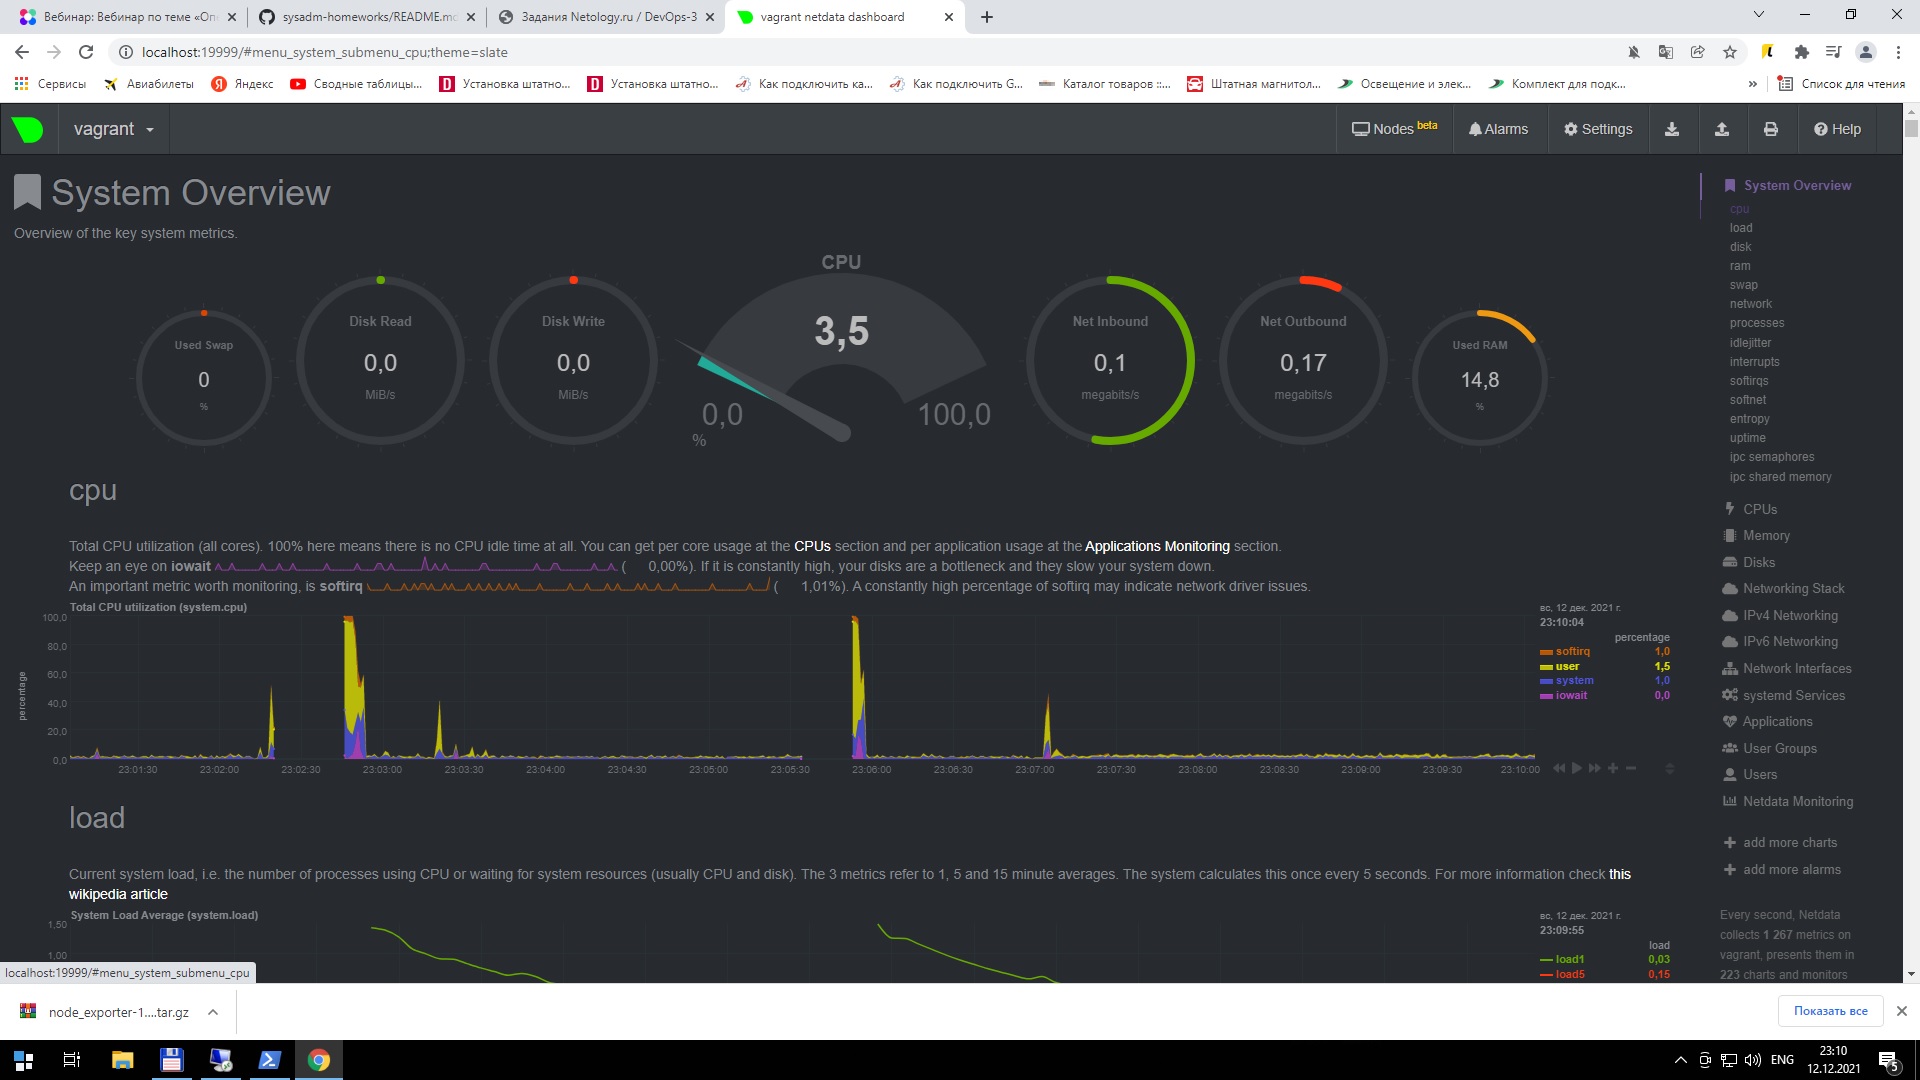 Вебинар: Вебинар по теме «Оп
sysadm-homeworks/README.md
Задания Netology.ru / DevOps-3
vagrant netdata dashboard
localhost:19999/#menu_system_submenu_cpu;theme=slate
Сервисы
Авиабилеты
Яндекс
Сводные таблицы...
Установка штатно...
Установка штатно...
Как подключить ка...
Как подключить G...
Каталог товаров ::...
Штатная магнитол...
Освещение и элек...
Комплект для подк...
»
Список для чтения
vagrant
Nodes beta
Alarms
Settings
Help
System Overview
Overview of the key system metrics.
Used Swap
0
%
Disk Read
0,0
MiB/s
Disk Write
0,0
MiB/s
CPU
3,5
0,0
100,0
%
Net Inbound
0,1
megabits/s
Net Outbound
0,17
megabits/s
Used RAM
14,8
%
cpu
Total CPU utilization (all cores). 100% here means there is no CPU idle time at all. You can get per core usage at the CPUs section and per application usage at the Applications Monitoring section.
Keep an eye on iowait ( 0,00%). If it is constantly high, your disks are a bottleneck and they slow your system down.
An important metric worth monitoring, is softirq ( 1,01%). A constantly high percentage of softirq may indicate network driver issues.
Total CPU utilization (system.cpu)
percentage
100,0
80,0
60,0
40,0
20,0
0,0
23:01:30
23:02:00
23:02:30
23:03:00
23:03:30
23:04:00
23:04:30
23:05:00
23:05:30
23:06:00
23:06:30
23:07:00
23:07:30
23:08:00
23:08:30
23:09:00
23:09:30
23:10:00
вс, 12 дек. 2021 г.
23:10:04
percentage
softirq 1,0
user 1,5
system 1,0
iowait 0,0
load
Current system load, i.e. the number of processes using CPU or waiting for system resources (usually CPU and disk). The 3 metrics refer to 1, 5 and 15 minute averages. The system calculates this once every 5 seconds. For more information check this
wikipedia article
System Load Average (system.load)
1,50
1,00
вс, 12 дек. 2021 г.
23:09:55
load
load1 0,03
load5 0,15
System Overview
cpu
load
disk
ram
swap
network
processes
idlejitter
interrupts
softirqs
softnet
entropy
uptime
ipc semaphores
ipc shared memory
CPUs
Memory
Disks
Networking Stack
IPv4 Networking
IPv6 Networking
Network Interfaces
systemd Services
Applications
User Groups
Users
Netdata Monitoring
add more charts
add more alarms
Every second, Netdata
collects 1 267 metrics on
vagrant, presents them in
223 charts and monitors
localhost:19999/#menu_system_submenu_cpu
node_exporter-1....tar.gz
Показать все
ENG
23:10
12.12.2021
5